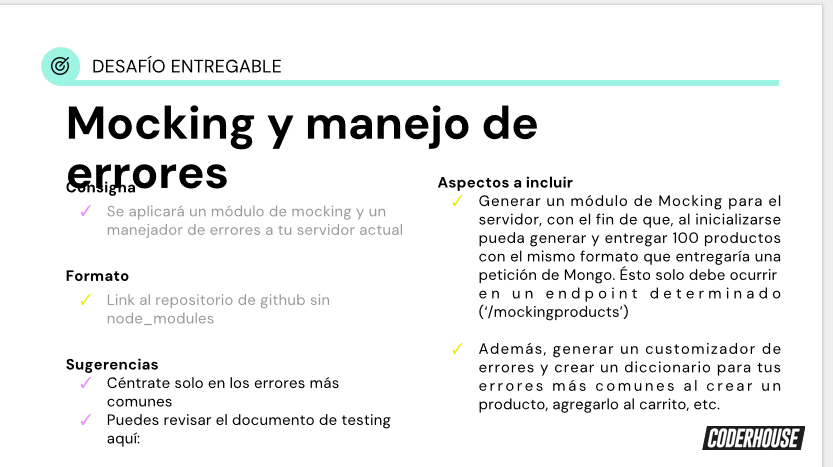 DESAFÍO ENTREGABLE
Mocking y manejo de
errores
Consigna
✓ Se aplicará un módulo de mocking y un
manejador de errores a tu servidor actual
Formato
✓ Link al repositorio de github sin
node_modules
Sugerencias
✓ Céntrate solo en los errores más
comunes
✓ Puedes revisar el documento de testing
aquí:
Aspectos a incluir
✓ Generar un módulo de Mocking para el
servidor, con el fin de que, al inicializarse
pueda generar y entregar 100 productos
con el mismo formato que entregaría una
petición de Mongo. Ésto solo debe ocurrir
en un endpoint determinado
(‘/mockingproducts’)
✓ Además, generar un customizador de
errores y crear un diccionario para tus
errores más comunes al crear un
producto, agregarlo al carrito, etc.
CODERHOUSE